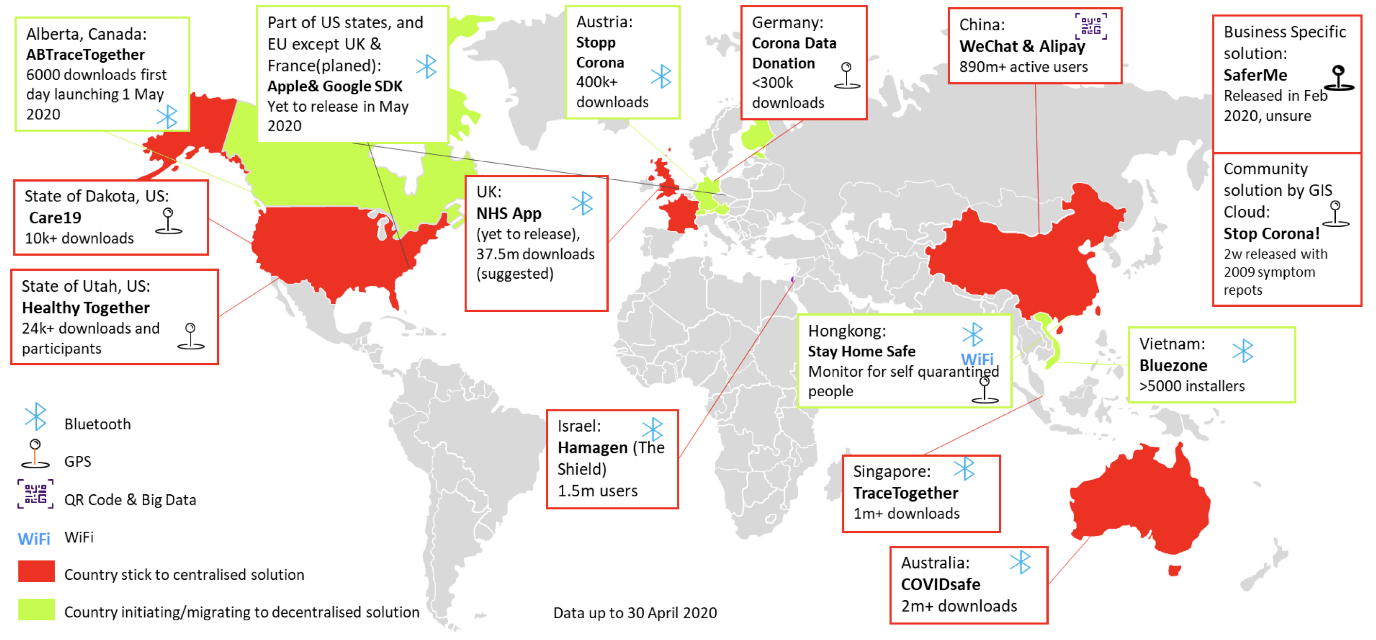 Alberta, Canada:
ABTraceTogether
6000 downloads first
day launching 1 May
2020
Part of US states, and
EU except UK &
France(planed):
Apple& Google SDK
Yet to release in May
2020
Austria:
Stopp
Corona
400k+
downloads
Germany:
Corona Data
Donation
<300k
downloads
China:
WeChat & Alipay
890m+ active users
Business Specific
solution:
SaferMe
Released in Feb
2020, unsure
Community
solution by GIS
Cloud:
Stop Corona!
2w released with
2009 symptom
repots
State of Dakota, US:
Care19
10k+ downloads
UK:
NHS App
(yet to release),
37.5m downloads
(suggested)
State of Utah, US:
Healthy Together
24k+ downloads and
participants
Hongkong:
Stay Home Safe
WiFi
Monitor for self quarantined
people
Vietnam:
Bluezone
>5000 installers
Israel:
Hamagen (The
Shield)
1.5m users
Singapore:
TraceTogether
1m+ downloads
Australia:
COVIDsafe
2m+ downloads
Bluetooth
GPS
QR Code & Big Data
WiFi WiFi
Country stick to centralised solution
Country initiating/migrating to decentralised solution
Data up to 30 April 2020